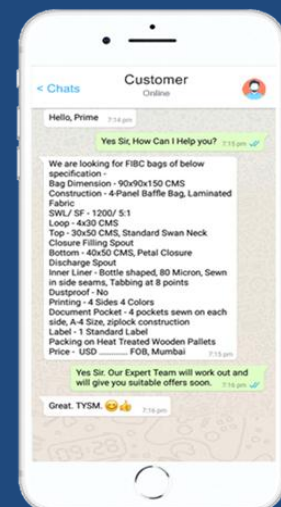 < Chats
Customer
Online
Hello, Prime 7:14 pm
Yes Sir, How Can I Help you? 7:15 pm
We are looking for FIBC bags of below
specification -
Bag Dimension - 90x90x150 CMS
Construction - 4-Panel Baffle Bag, Laminated
Fabric
SWL/ SF - 1200/ 5:1
Loop - 4x30 CMS
Top - 30x50 CMS, Standard Swan Neck
Closure Filling Spout
Bottom - 40x50 CMS, Petal Closure
Discharge Spout
Inner Liner - Bottle shaped, 80 Micron, Sewn
in side seams, Tabbing at 8 points
Dustproof - No
Printing - 4 Sides 4 Colors
Document Pocket - 4 pockets sewn on each
side, A-4 Size, ziplock construction
Label - 1 Standard Label
Packing on Heat Treated Wooden Pallets
Price - USD .............. FOB, Mumbai 7:15 pm
Yes Sir. Our Expert Team will work out and
will give you suitable offers soon. 7:16 pm
Great. TYSM. 😊👍 7:16 pm